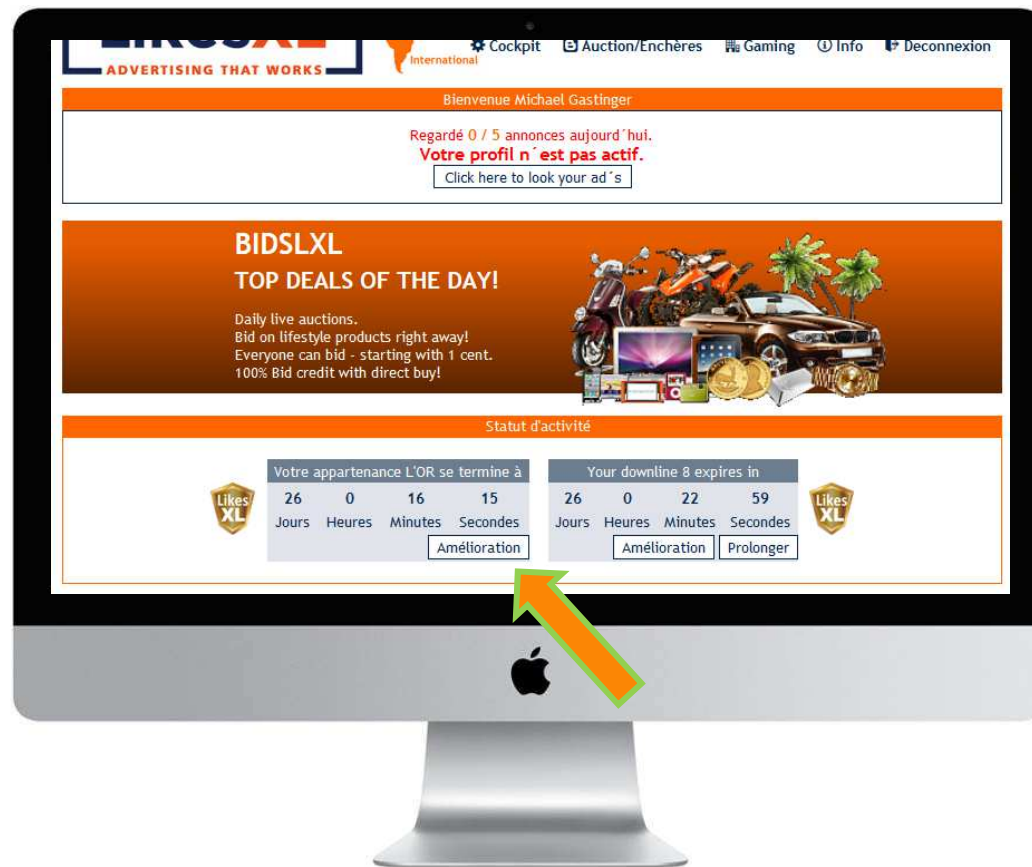 LikesXL
ADVERTISING THAT WORKS
International
Cockpit
Auction/Enchères
Gaming
Info
Deconnexion
Bienvenue Michael Gastinger
Regardé 0 / 5 annonces aujourd´hui.
Votre profil n´est pas actif.
Click here to look your ad´s
BIDSLXL
TOP DEALS OF THE DAY!
Daily live auctions.
Bid on lifestyle products right away!
Everyone can bid - starting with 1 cent.
100% Bid credit with direct buy!
Statut d'activité
Likes
XL
Votre appartenance L'OR se termine à
26 0 16 15
Jours Heures Minutes Secondes
Amélioration
Your downline 8 expires in
26 0 22 59
Jours Heures Minutes Secondes
Amélioration Prolonger
Likes
XL